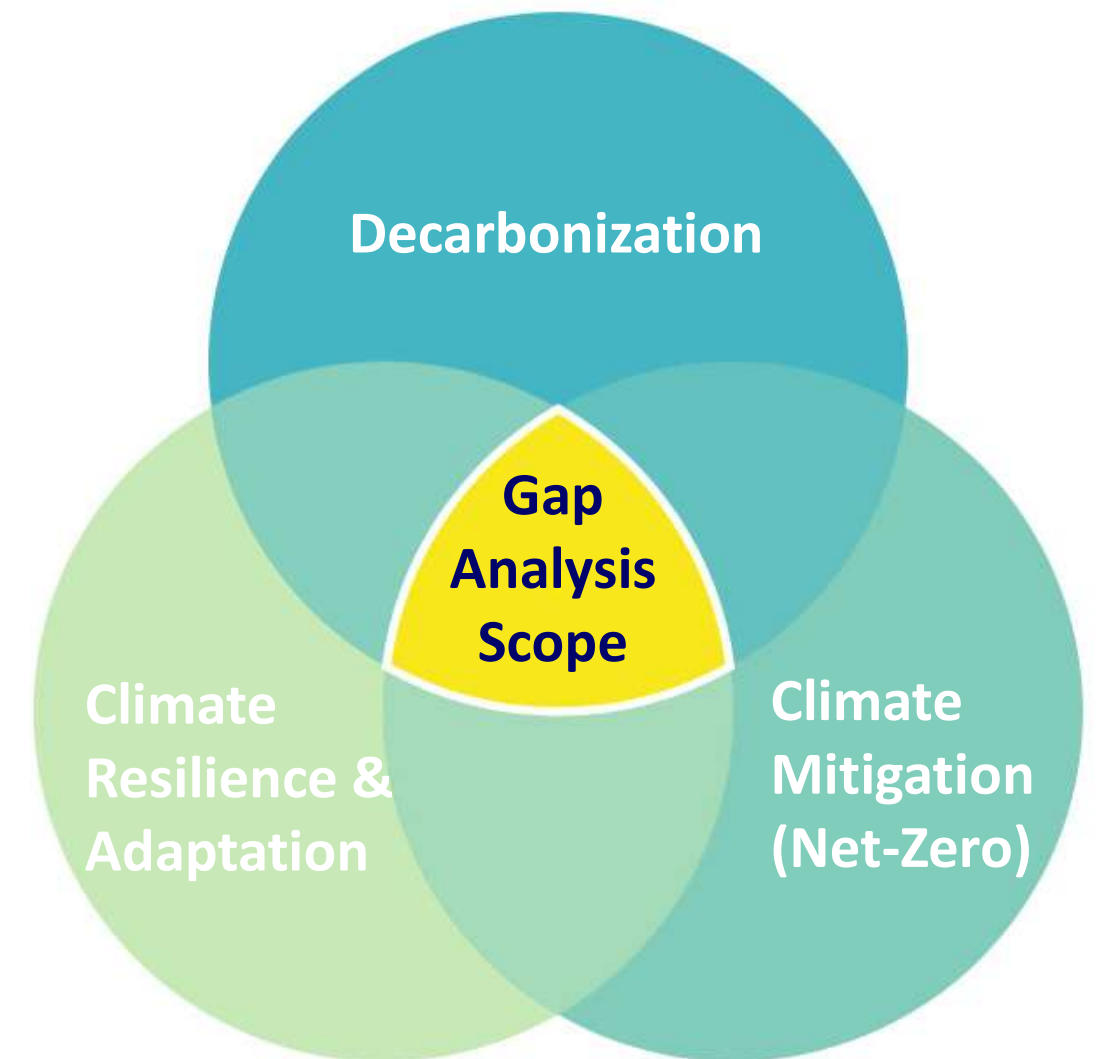 Decarbonization
Gap
Analysis
Scope
Climate
Resilience &
Adaptation
Climate
Mitigation
(Net-Zero)